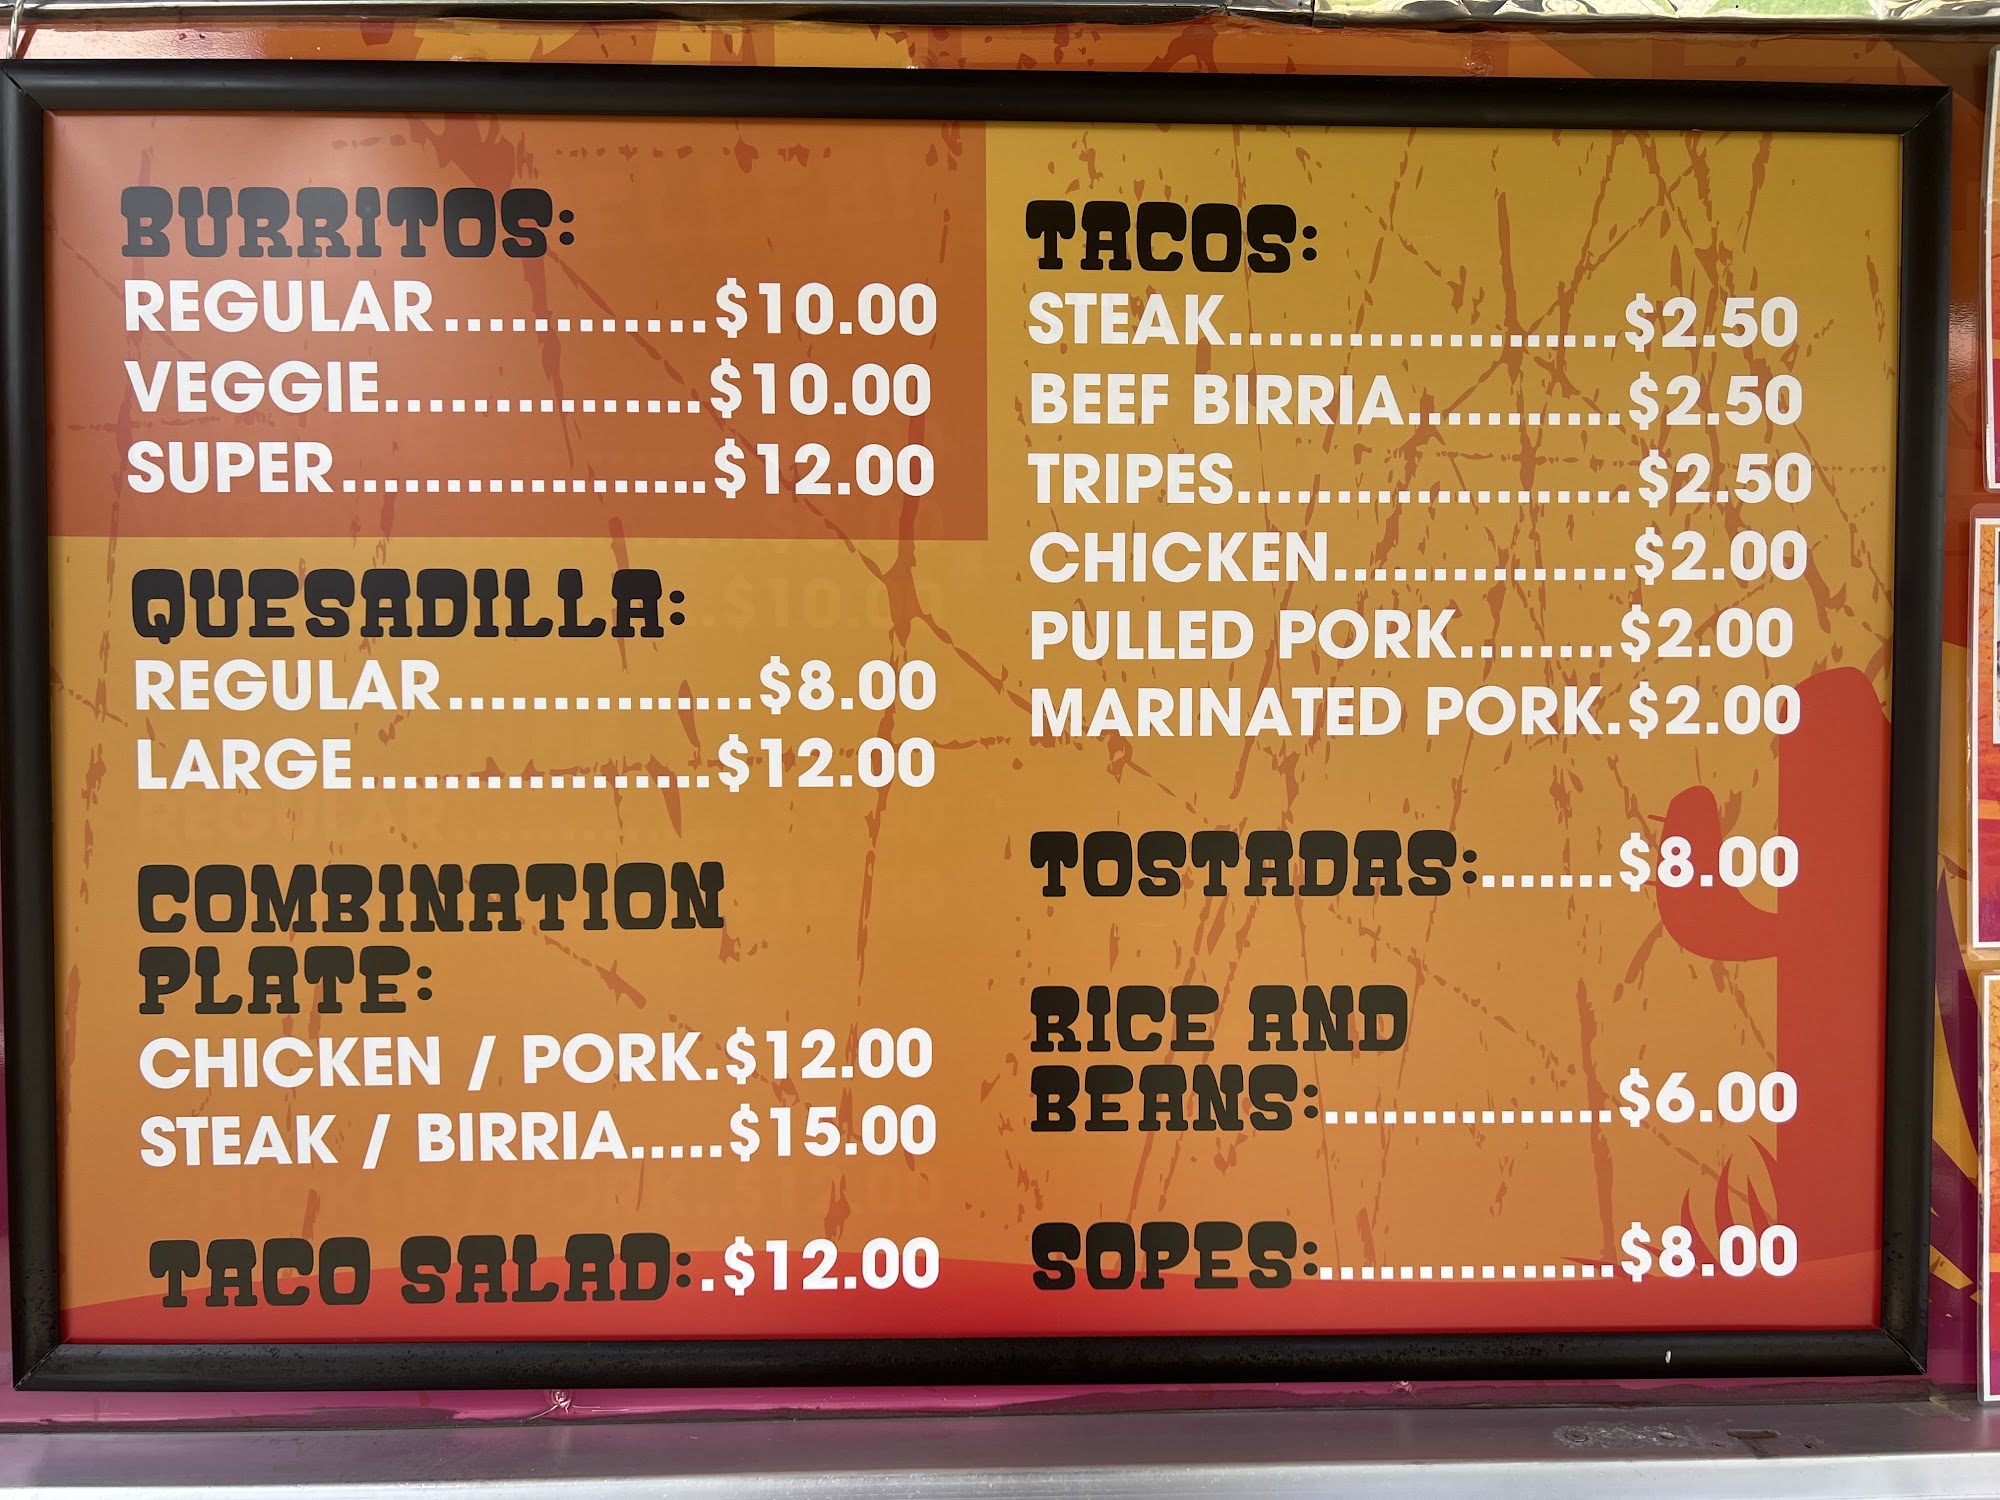 BURRITOS:
REGULAR............$10.00
VEGGIE...............$10.00
SUPER..................$12.00
QUESADILLA:
REGULAR...............$8.00
LARGE.................$12.00
COMBINATION
PLATE:
CHICKEN / PORK.$12.00
STEAK / BIRRIA.....$15.00
TACO SALAD:.$12.00
TACOS:
STEAK.....................$2.50
BEEF BIRRIA...........$2.50
TRIPES.....................$2.50
CHICKEN...............$2.00
PULLED PORK........$2.00
MARINATED PORK.$2.00
TOSTADAS:.......$8.00
RICE AND
BEANS:...............$6.00
SOPES:...............$8.00